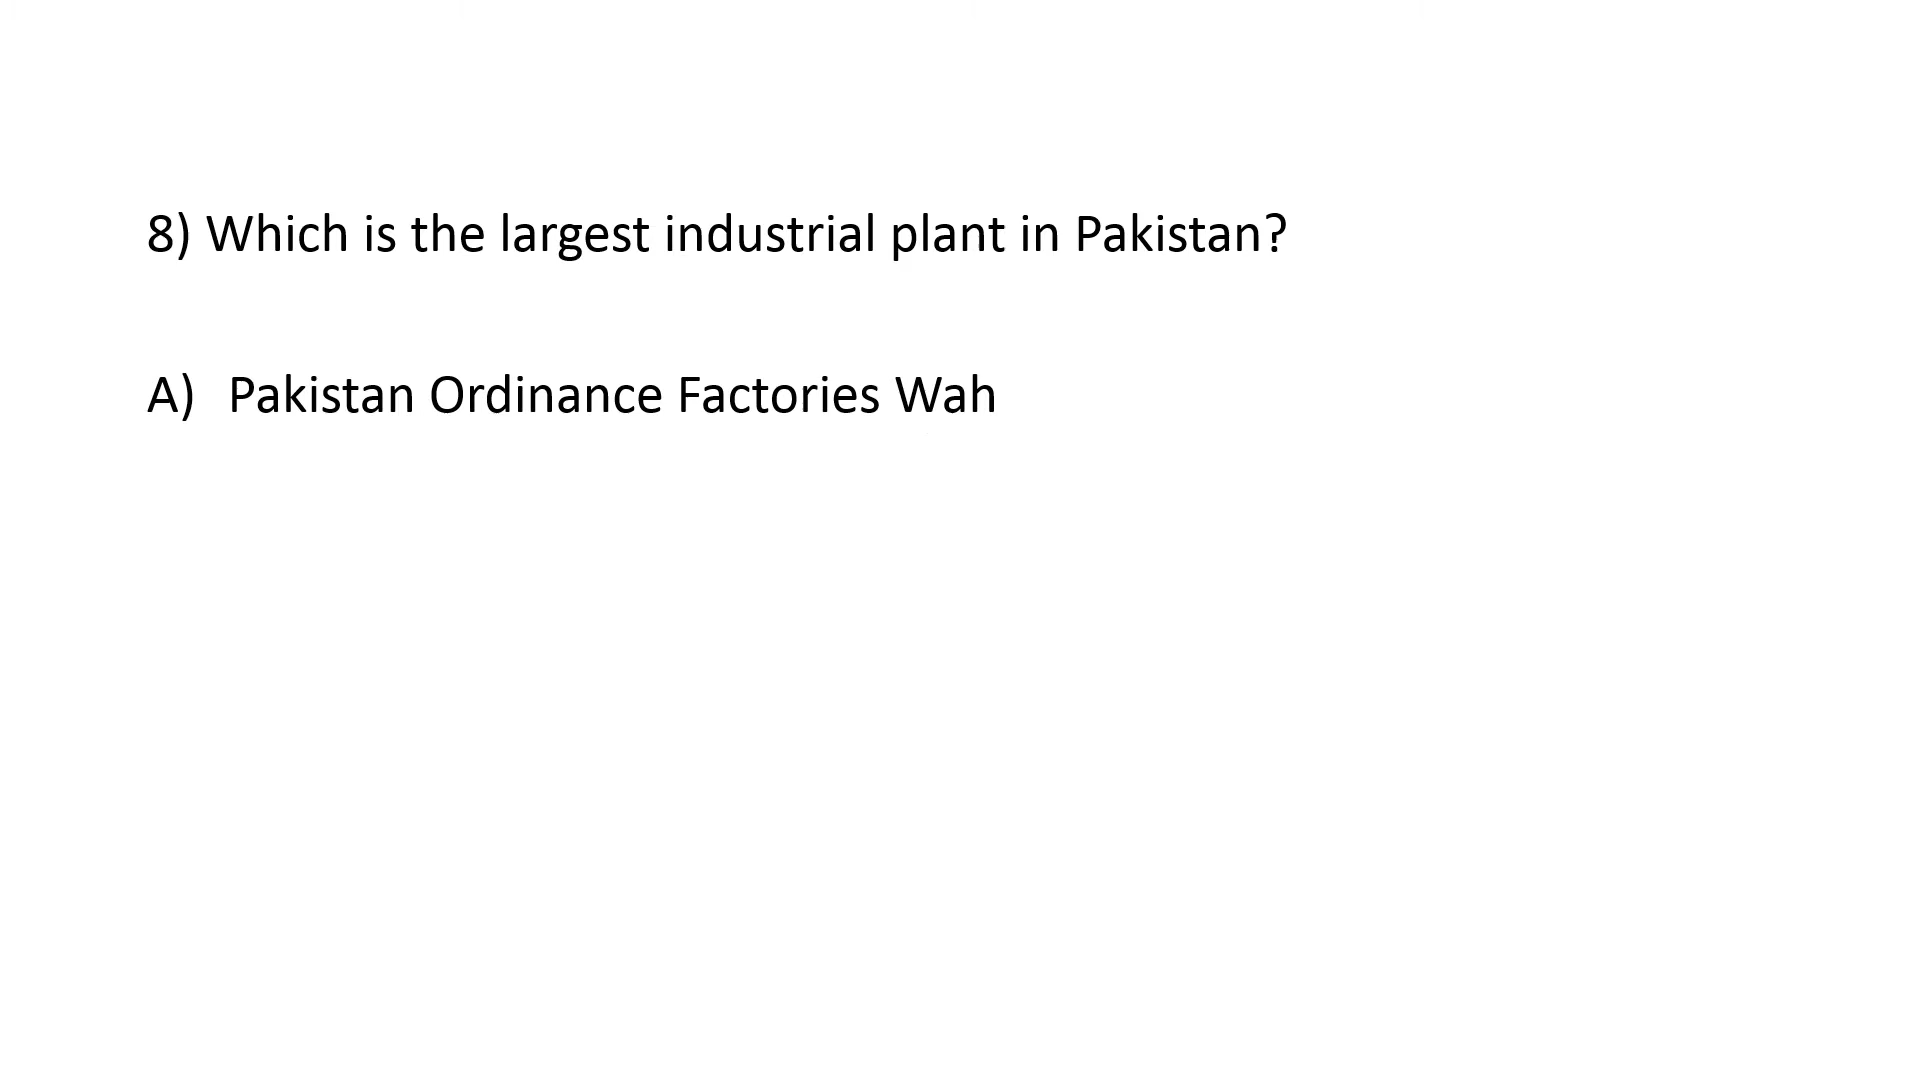 8) Which is the largest industrial plant in Pakistan?
A) Pakistan Ordinance Factories Wah